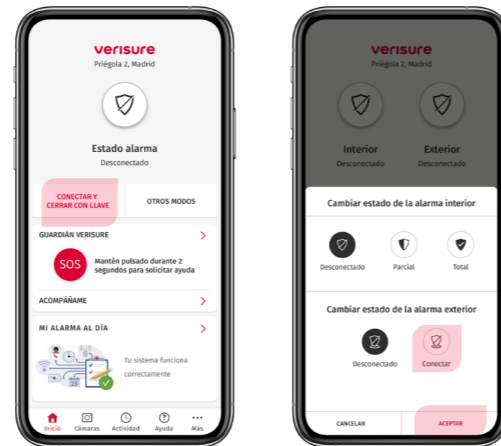 verisure
Priégola 2, Madrid
Estado alarma
Desconectado
CONECTAR Y
CERRAR CON LLAVE
OTROS MODOS
GUARDIÁN VERISURE
SOS
Mantén pulsado durante 2
segundos para solicitar ayuda
ACOMPÁÑAME
MI ALARMA AL DÍA
23
Tu sistema funciona
correctamente
Inicio
Cámaras
Actividad
Ayuda
Más
verisure
Priégola 2, Madrid
Interior
Desconectado
Exterior
Desconectado
Cambiar estado de la alarma interior
Desconectado
Parcial
Total
Cambiar estado de la alarma exterior
Desconectado
Conectar
CANCELAR
ACEPTAR